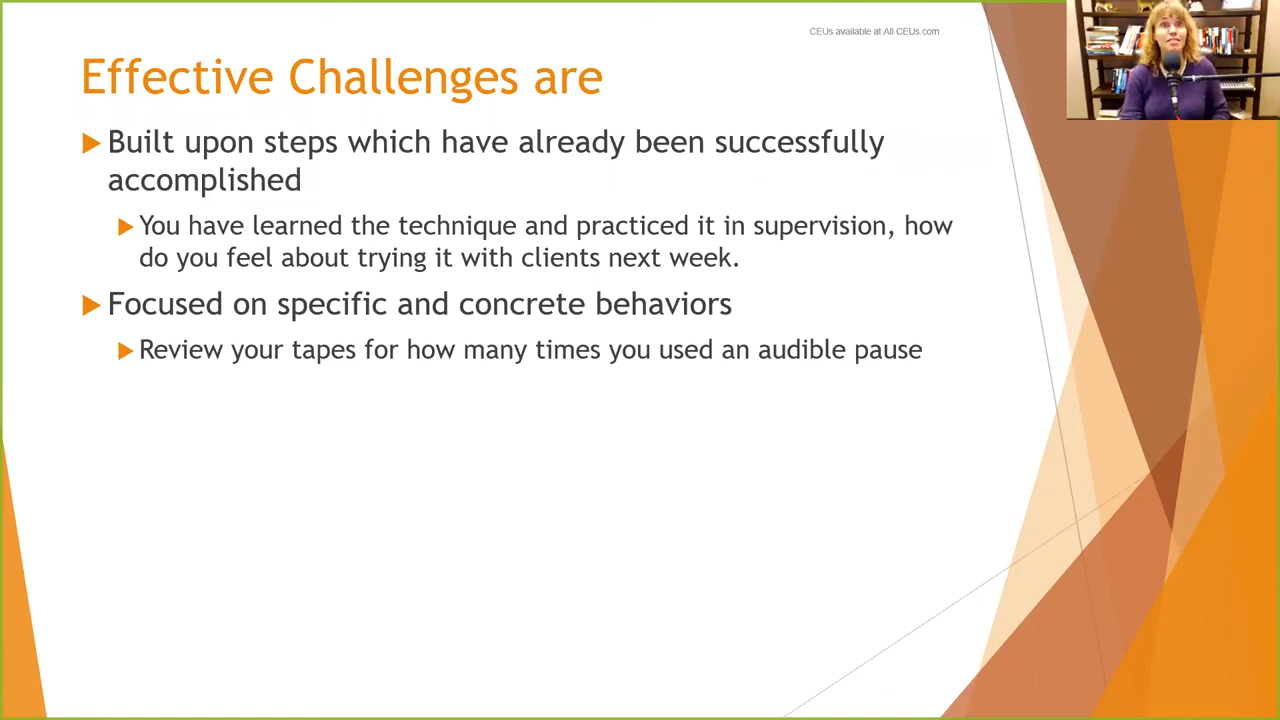 CEUs available at All CEUs.com
Effective Challenges are
Built upon steps which have already been successfully
accomplished
You have learned the technique and practiced it in supervision, how
do you feel about trying it with clients next week.
Focused on specific and concrete behaviors
Review your tapes for how many times you used an audible pause